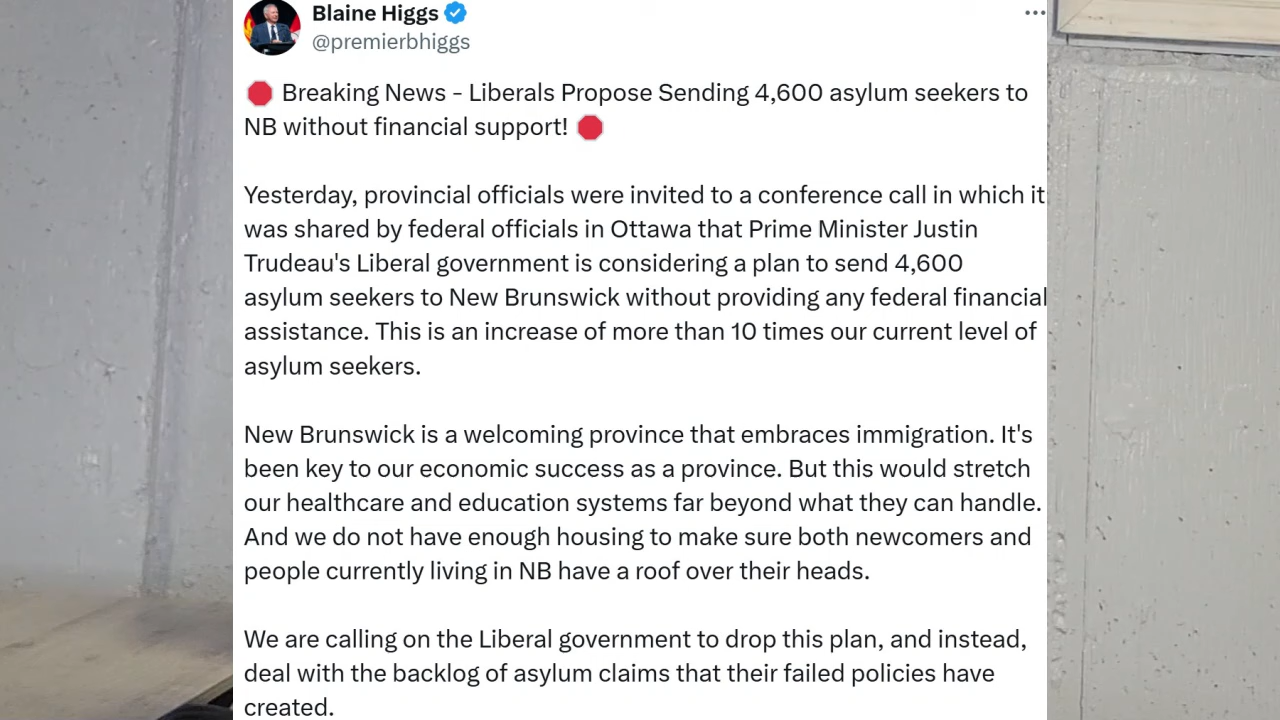 Blaine Higgs
@premierbhiggs
🛑 Breaking News - Liberals Propose Sending 4,600 asylum seekers to
NB without financial support! 🛑
Yesterday, provincial officials were invited to a conference call in which it
was shared by federal officials in Ottawa that Prime Minister Justin
Trudeau's Liberal government is considering a plan to send 4,600
asylum seekers to New Brunswick without providing any federal financial
assistance. This is an increase of more than 10 times our current level of
asylum seekers.
New Brunswick is a welcoming province that embraces immigration. It's
been key to our economic success as a province. But this would stretch
our healthcare and education systems far beyond what they can handle.
And we do not have enough housing to make sure both newcomers and
people currently living in NB have a roof over their heads.
We are calling on the Liberal government to drop this plan, and instead,
deal with the backlog of asylum claims that their failed policies have
created.